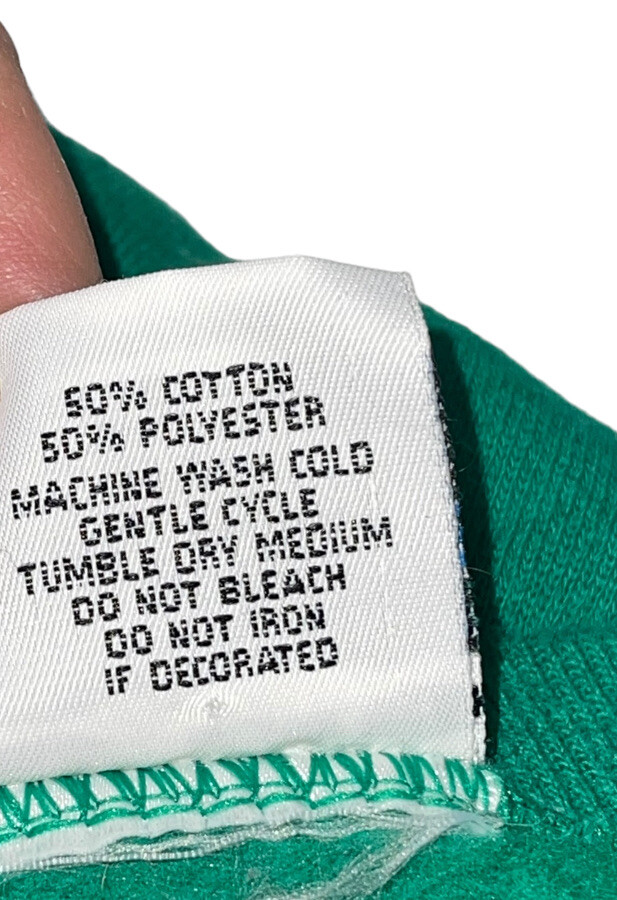 50% COTTON
50% POLYESTER
MACHINE WASH COLD
GENTLE CYCLE
TUMBLE DRY MEDIUM
DO NOT BLEACH
DO NOT IRON
IF DECORATED